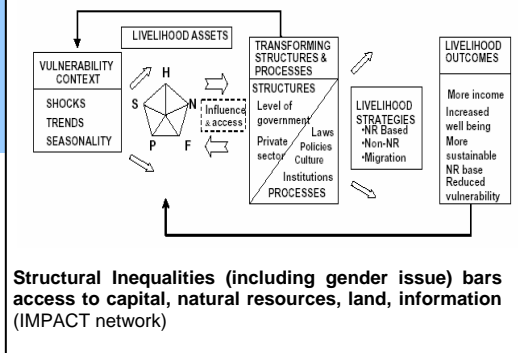 LIVELIHOOD ASSETS
VULNERABILITY
CONTEXT
SHOCKS
TRENDS
SEASONALITY
H
S
N
P
F
Influence
& access
TRANSFORMING
STRUCTURES &
PROCESSES
STRUCTURES
Level of
government
Private
sector
Laws
Policies
Culture
Institutions
PROCESSES
LIVELIHOOD
STRATEGIES
•NR Based
•Non-NR
•Migration
LIVELIHOOD
OUTCOMES
More income
Increased
well being
More
sustainable
NR base
Reduced
vulnerability
Structural Inequalities (including gender issue) bars
access to capital, natural resources, land, information
(IMPACT network)